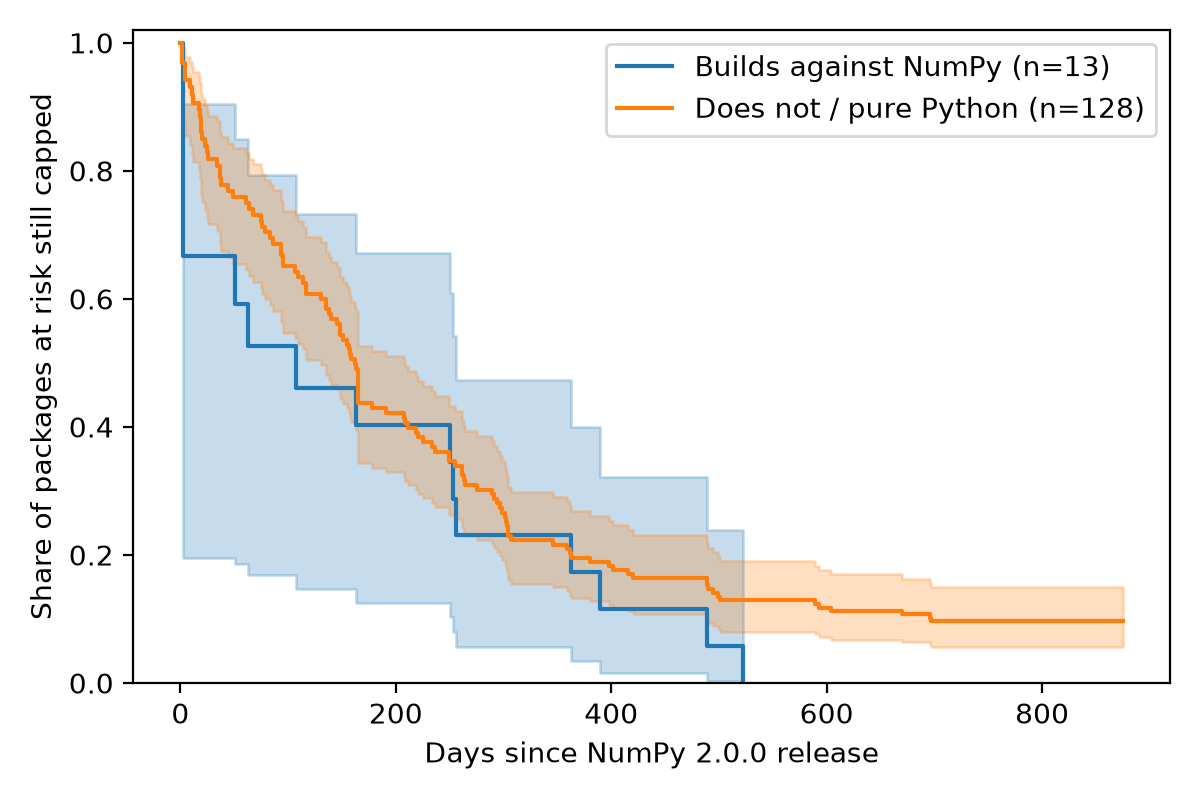 Share of packages at risk still capped
1.0
0.8
0.6
0.4
0.2
0.0
Builds against NumPy (n=13)
Does not / pure Python (n=128)
0 200 400 600 800
Days since NumPy 2.0.0 release